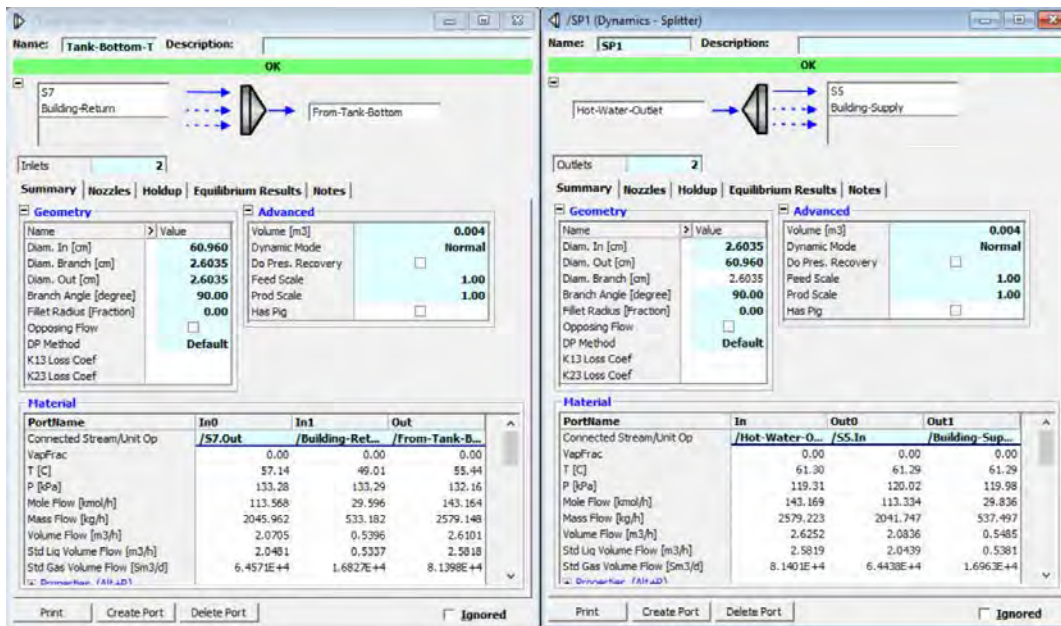 /SP1 (Dynamics - Splitter)
Name: Tank-Bottom-T Description:
OK
S7
Building-Return
From-Tank-Bottom
Inlets 2
Summary Nozzles Holdup Equilibrium Results Notes
Geometry
Name > Value
Diam. In [cm] 60.960
Diam. Branch [cm] 2.6035
Diam. Out [cm] 2.6035
Branch Angle [degree] 90.00
Fillet Radius [Fraction] 0.00
Opposing Flow
DP Method Default
K13 Loss Coef
K23 Loss Coef
Advanced
Volume [m3] 0.004
Dynamic Mode Normal
Do Pres. Recovery
Feed Scale 1.00
Prod Scale 1.00
Has Pig
Material
PortName In0 In1 Out
Connected Stream/Unit Op /S7.Out /Building-Ret... /From-Tank-B...
VapFrac 0.00 0.00 0.00
T [C] 57.14 49.01 55.44
P [kPa] 133.28 133.29 132.16
Mole Flow [kmol/h] 113.568 29.596 143.164
Mass Flow [kg/h] 2045.962 533.182 2579.148
Volume Flow [m3/h] 2.0705 0.5396 2.6101
Std Liq Volume Flow [m3/h] 2.0481 0.5337 2.5818
Std Gas Volume Flow [Sm3/d] 6.4571E+4 1.6827E+4 8.1398E+4
Properties (Alt+R)
Print Create Port Delete Port Ignored
Name: SP1 Description:
OK
Hot-Water-Outlet
S5
Building-Supply
Outlets 2
Summary Nozzles Holdup Equilibrium Results Notes
Geometry
Name > Value
Diam. In [cm] 2.6035
Diam. Out [cm] 60.960
Diam. Branch [cm] 2.6035
Branch Angle [degree] 90.00
Fillet Radius [Fraction] 0.00
Opposing Flow
DP Method Default
K13 Loss Coef
K23 Loss Coef
Advanced
Volume [m3] 0.004
Dynamic Mode Normal
Do Pres. Recovery
Feed Scale 1.00
Prod Scale 1.00
Has Pig
Material
PortName In Out0 Out1
Connected Stream/Unit Op /Hot-Water-O... /S5.In /Building-Sup...
VapFrac 0.00 0.00 0.00
T [C] 61.30 61.29 61.29
P [kPa] 119.31 120.02 119.98
Mole Flow [kmol/h] 143.169 113.334 29.836
Mass Flow [kg/h] 2579.223 2041.747 537.497
Volume Flow [m3/h] 2.6252 2.0836 0.5485
Std Liq Volume Flow [m3/h] 2.5819 2.0439 0.5381
Std Gas Volume Flow [Sm3/d] 8.1401E+4 6.4438E+4 1.6963E+4
Print Create Port Delete Port Ignored